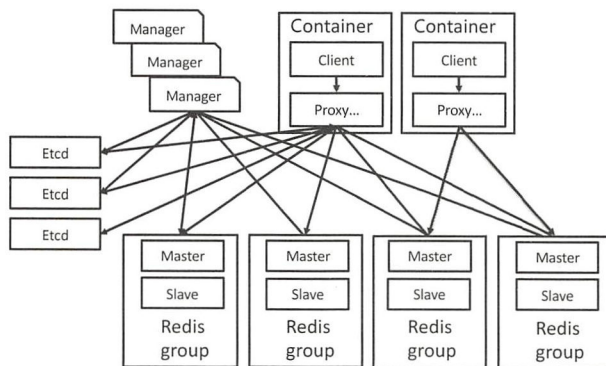 Manager
Manager
Manager
Container
Client
Proxy...
Container
Client
Proxy...
Etcd
Etcd
Etcd
Master
Slave
Redis
group
Master
Slave
Redis
group
Master
Slave
Redis
group
Master
Slave
Redis
group